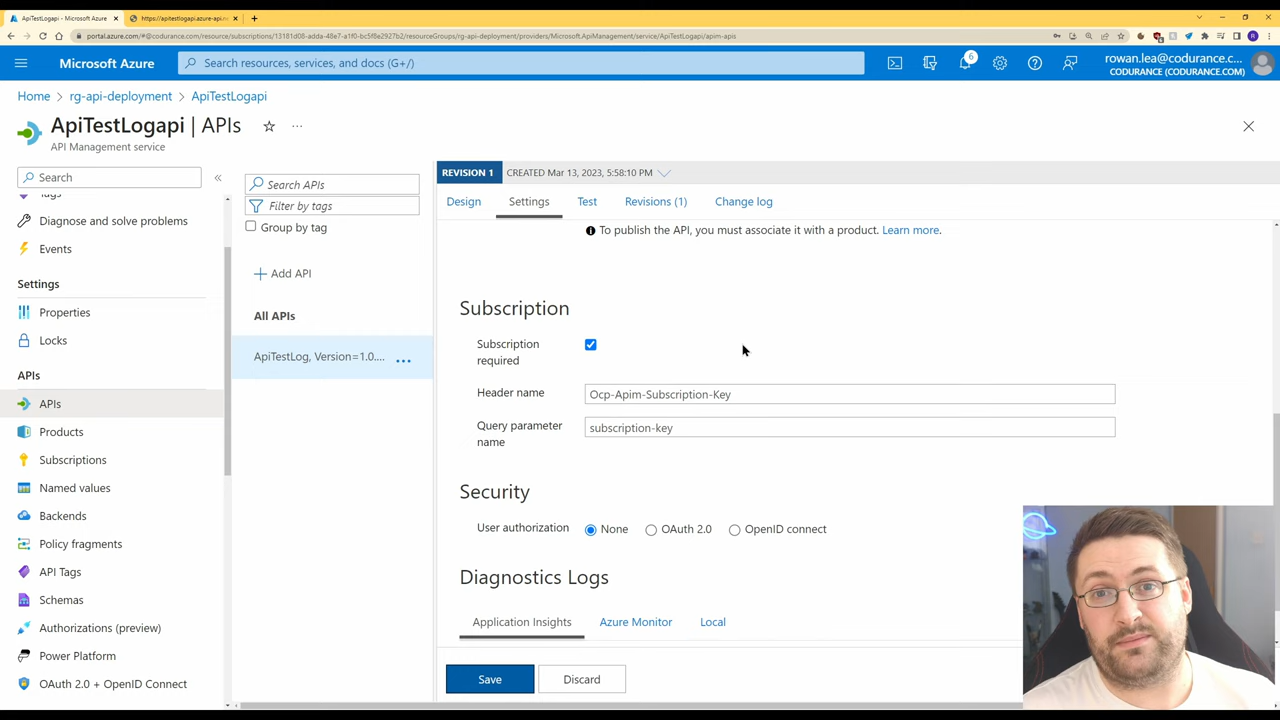 ApiTestLogapi - Microsoft Azure
https://apitestlogapi.azure-api.n
portal.azure.com/#@codurance.com/resource/subscriptions/13181d08-adda-48e7-a1f0-bc5f8e2927b2/resourceGroups/rg-api-deployment/providers/Microsoft.ApiManagement/service/ApiTestLogapi/apim-apis
Microsoft Azure
Search resources, services, and docs (G+/)
6
rowan.lea@codurance.c...
CODURANCE (CODURANCE.COM)
Home > rg-api-deployment > ApiTestLogapi
ApiTestLogapi | APIs
API Management service
Search
Tags
Diagnose and solve problems
Events
Settings
Properties
Locks
APIs
APIs
Products
Subscriptions
Named values
Backends
Policy fragments
API Tags
Schemas
Authorizations (preview)
Power Platform
OAuth 2.0 + OpenID Connect
Search APIs
Filter by tags
Group by tag
+ Add API
All APIs
ApiTestLog, Version=1.0....
REVISION 1
CREATED Mar 13, 2023, 5:58:10 PM
Design
Settings
Test
Revisions (1)
Change log
To publish the API, you must associate it with a product. Learn more.
Subscription
Subscription required
Header name
Ocp-Apim-Subscription-Key
Query parameter name
subscription-key
Security
User authorization
None
OAuth 2.0
OpenID connect
Diagnostics Logs
Application Insights
Azure Monitor
Local
Save
Discard